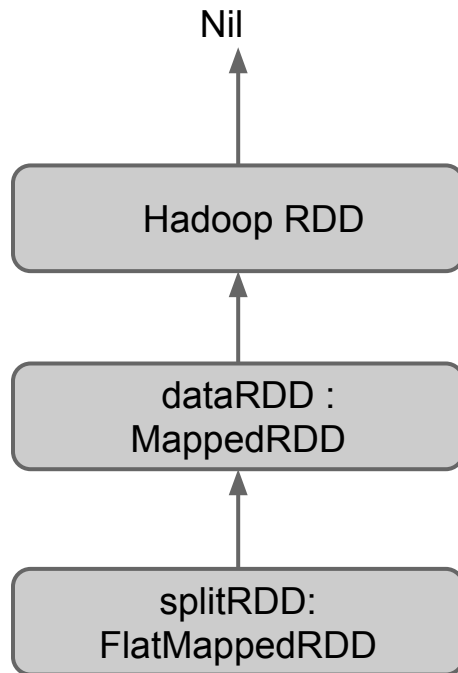 Nil
Hadoop RDD
dataRDD :
MappedRDD
splitRDD:
FlatMappedRDD